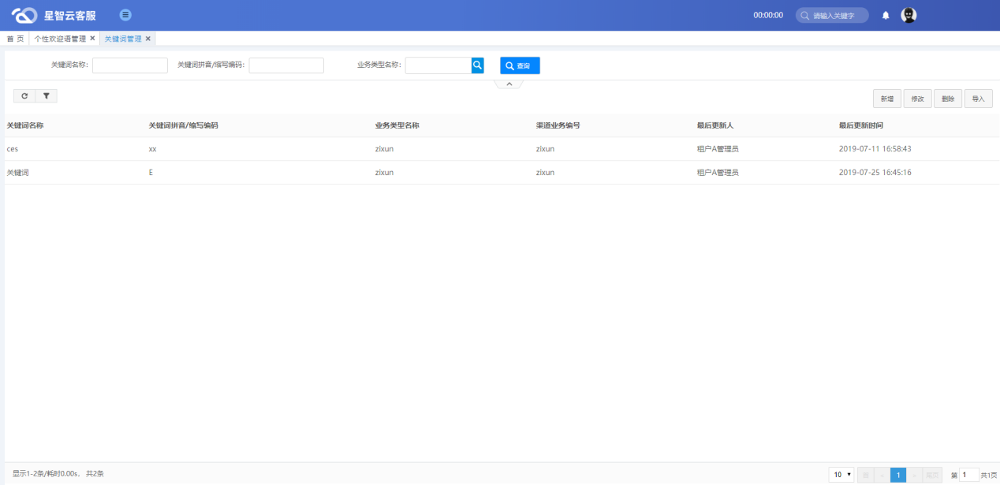 星智云客服
00:00:00
请输入关键字
首 页 个性欢迎语管理 ✕ 关键词管理 ✕
关键词名称: 关键词拼音/缩写编码: 业务类型名称: 查询
新增 修改 删除 导入
关键词名称 关键词拼音/缩写编码 业务类型名称 渠道业务编号 最后更新人 最后更新时间
ces xx zixun zixun 租户A管理员 2019-07-11 16:58:43
关键词 E zixun zixun 租户A管理员 2019-07-25 16:45:16
显示1-2条/耗时0.00s, 共2条
10 1 第 1 共1页